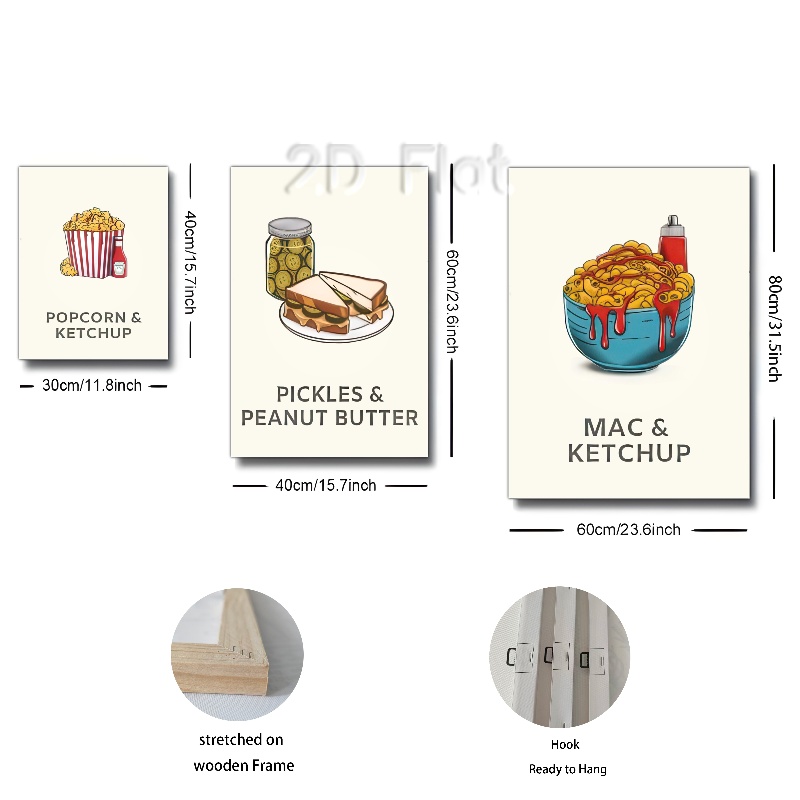 2D Flat
POPCORN &
KETCHUP
40cm/15.7inch
30cm/11.8inch
PICKLES &
PEANUT BUTTER
60cm/23.6inch
40cm/15.7inch
MAC &
KETCHUP
80cm/31.5inch
60cm/23.6inch
stretched on
wooden Frame
Hook
Ready to Hang